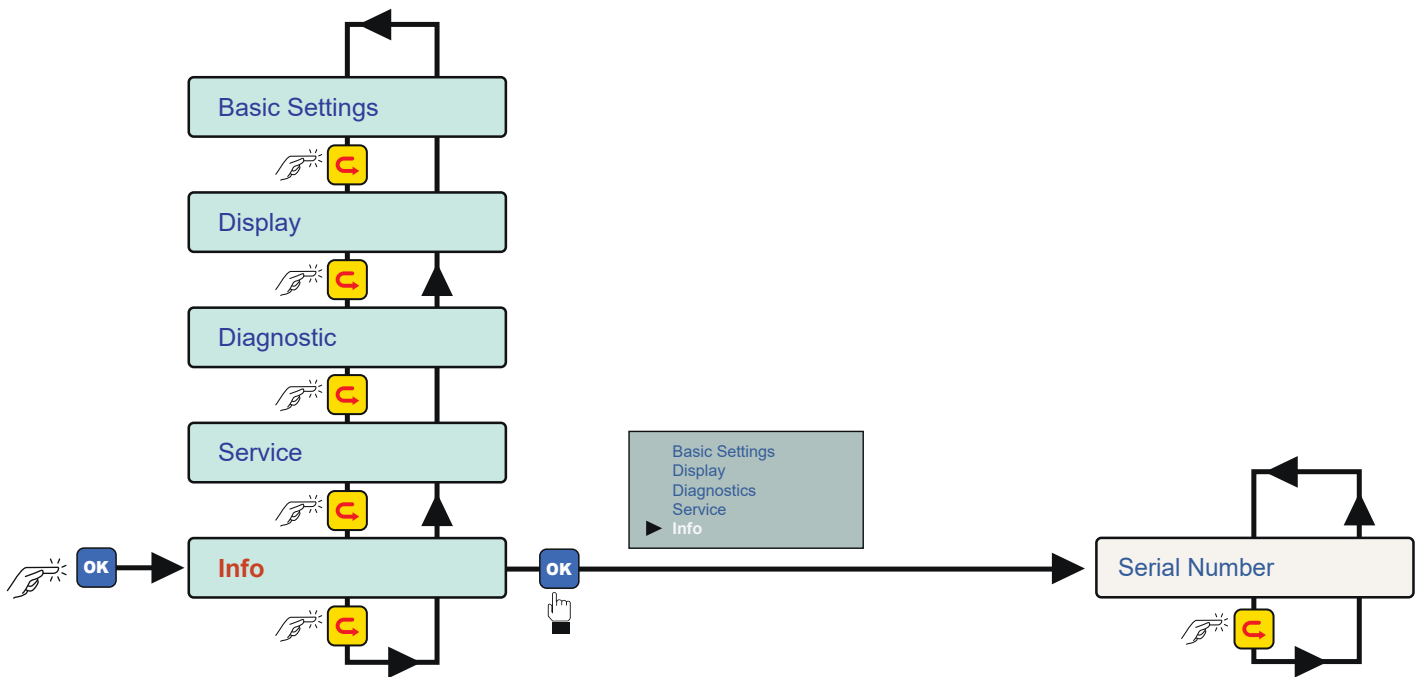 Basic Settings
Display
Diagnostic
Service
Basic Settings
Display
Diagnostics
Service
Info
OK
Info
OK
Serial Number